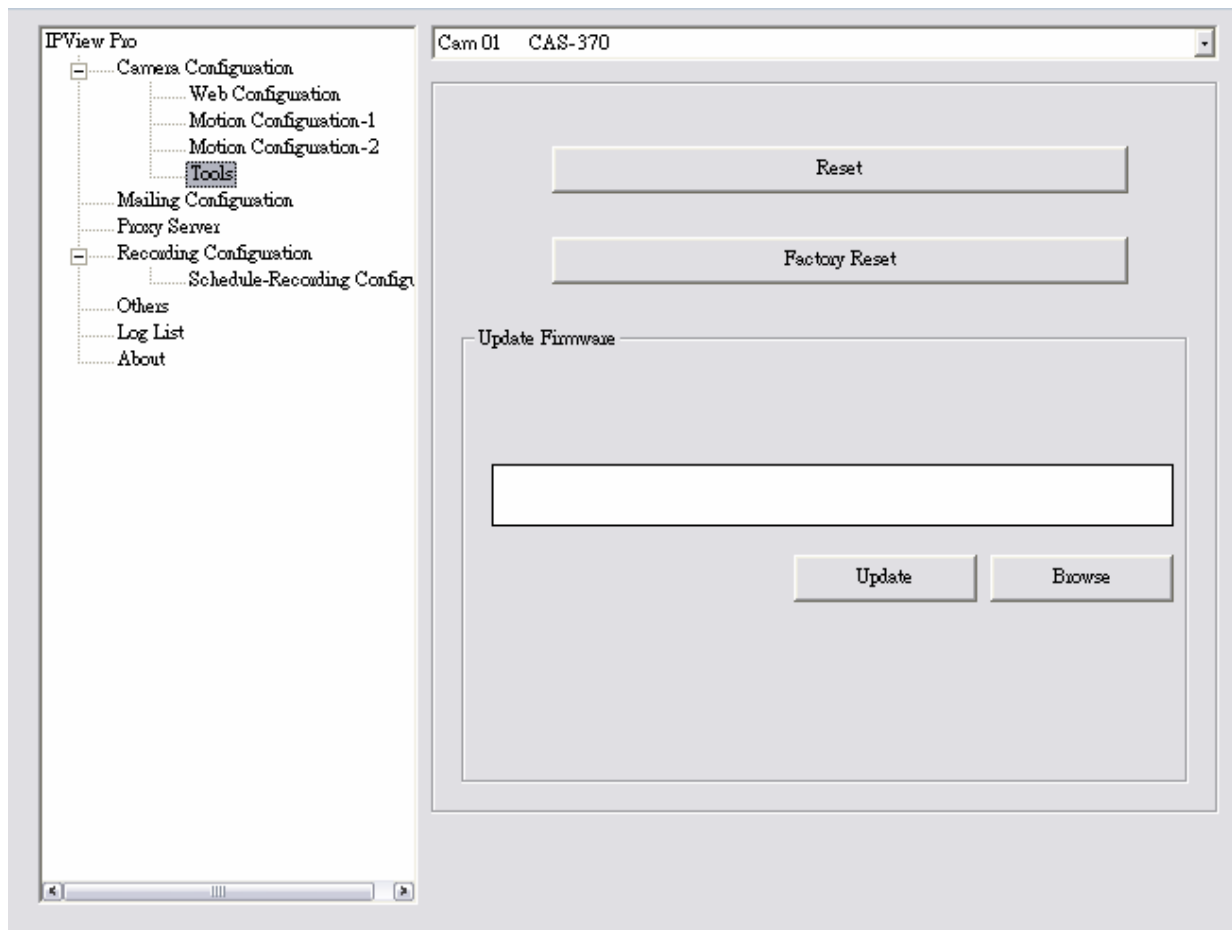 IPView Pro
Camera Configuration
Web Configuration
Motion Configuration-1
Motion Configuration-2
Tools
Mailing Configuration
Proxy Server
Recording Configuration
Schedule-Recording Configu
Others
Log List
About
Cam 01 CAS-370
Reset
Factory Reset
Update Firmware
Update
Browse